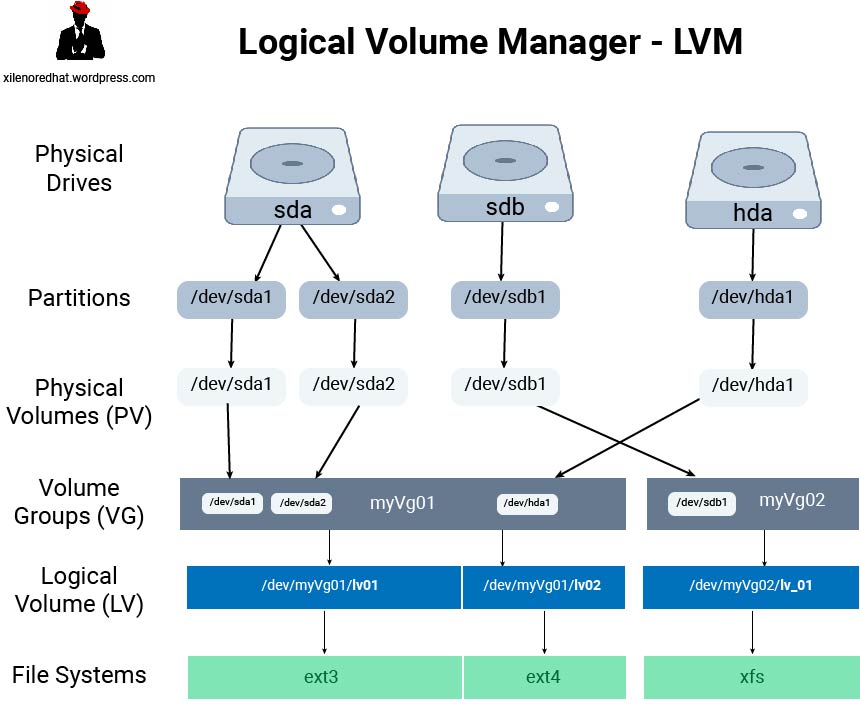 Logical Volume Manager - LVM
xilenoredhat.wordpress.com
Physical
Drives
sda
sdb
hda
Partitions
/dev/sda1
/dev/sda2
/dev/sdb1
/dev/hda1
Physical
Volumes (PV)
/dev/sda1
/dev/sda2
/dev/sdb1
/dev/hda1
Volume
Groups (VG)
/dev/sda1
/dev/sda2
myVg01
/dev/hda1
/dev/sdb1
myVg02
Logical
Volume (LV)
/dev/myVg01/lv01
/dev/myVg01/lv02
/dev/myVg02/lv_01
File Systems
ext3
ext4
xfs